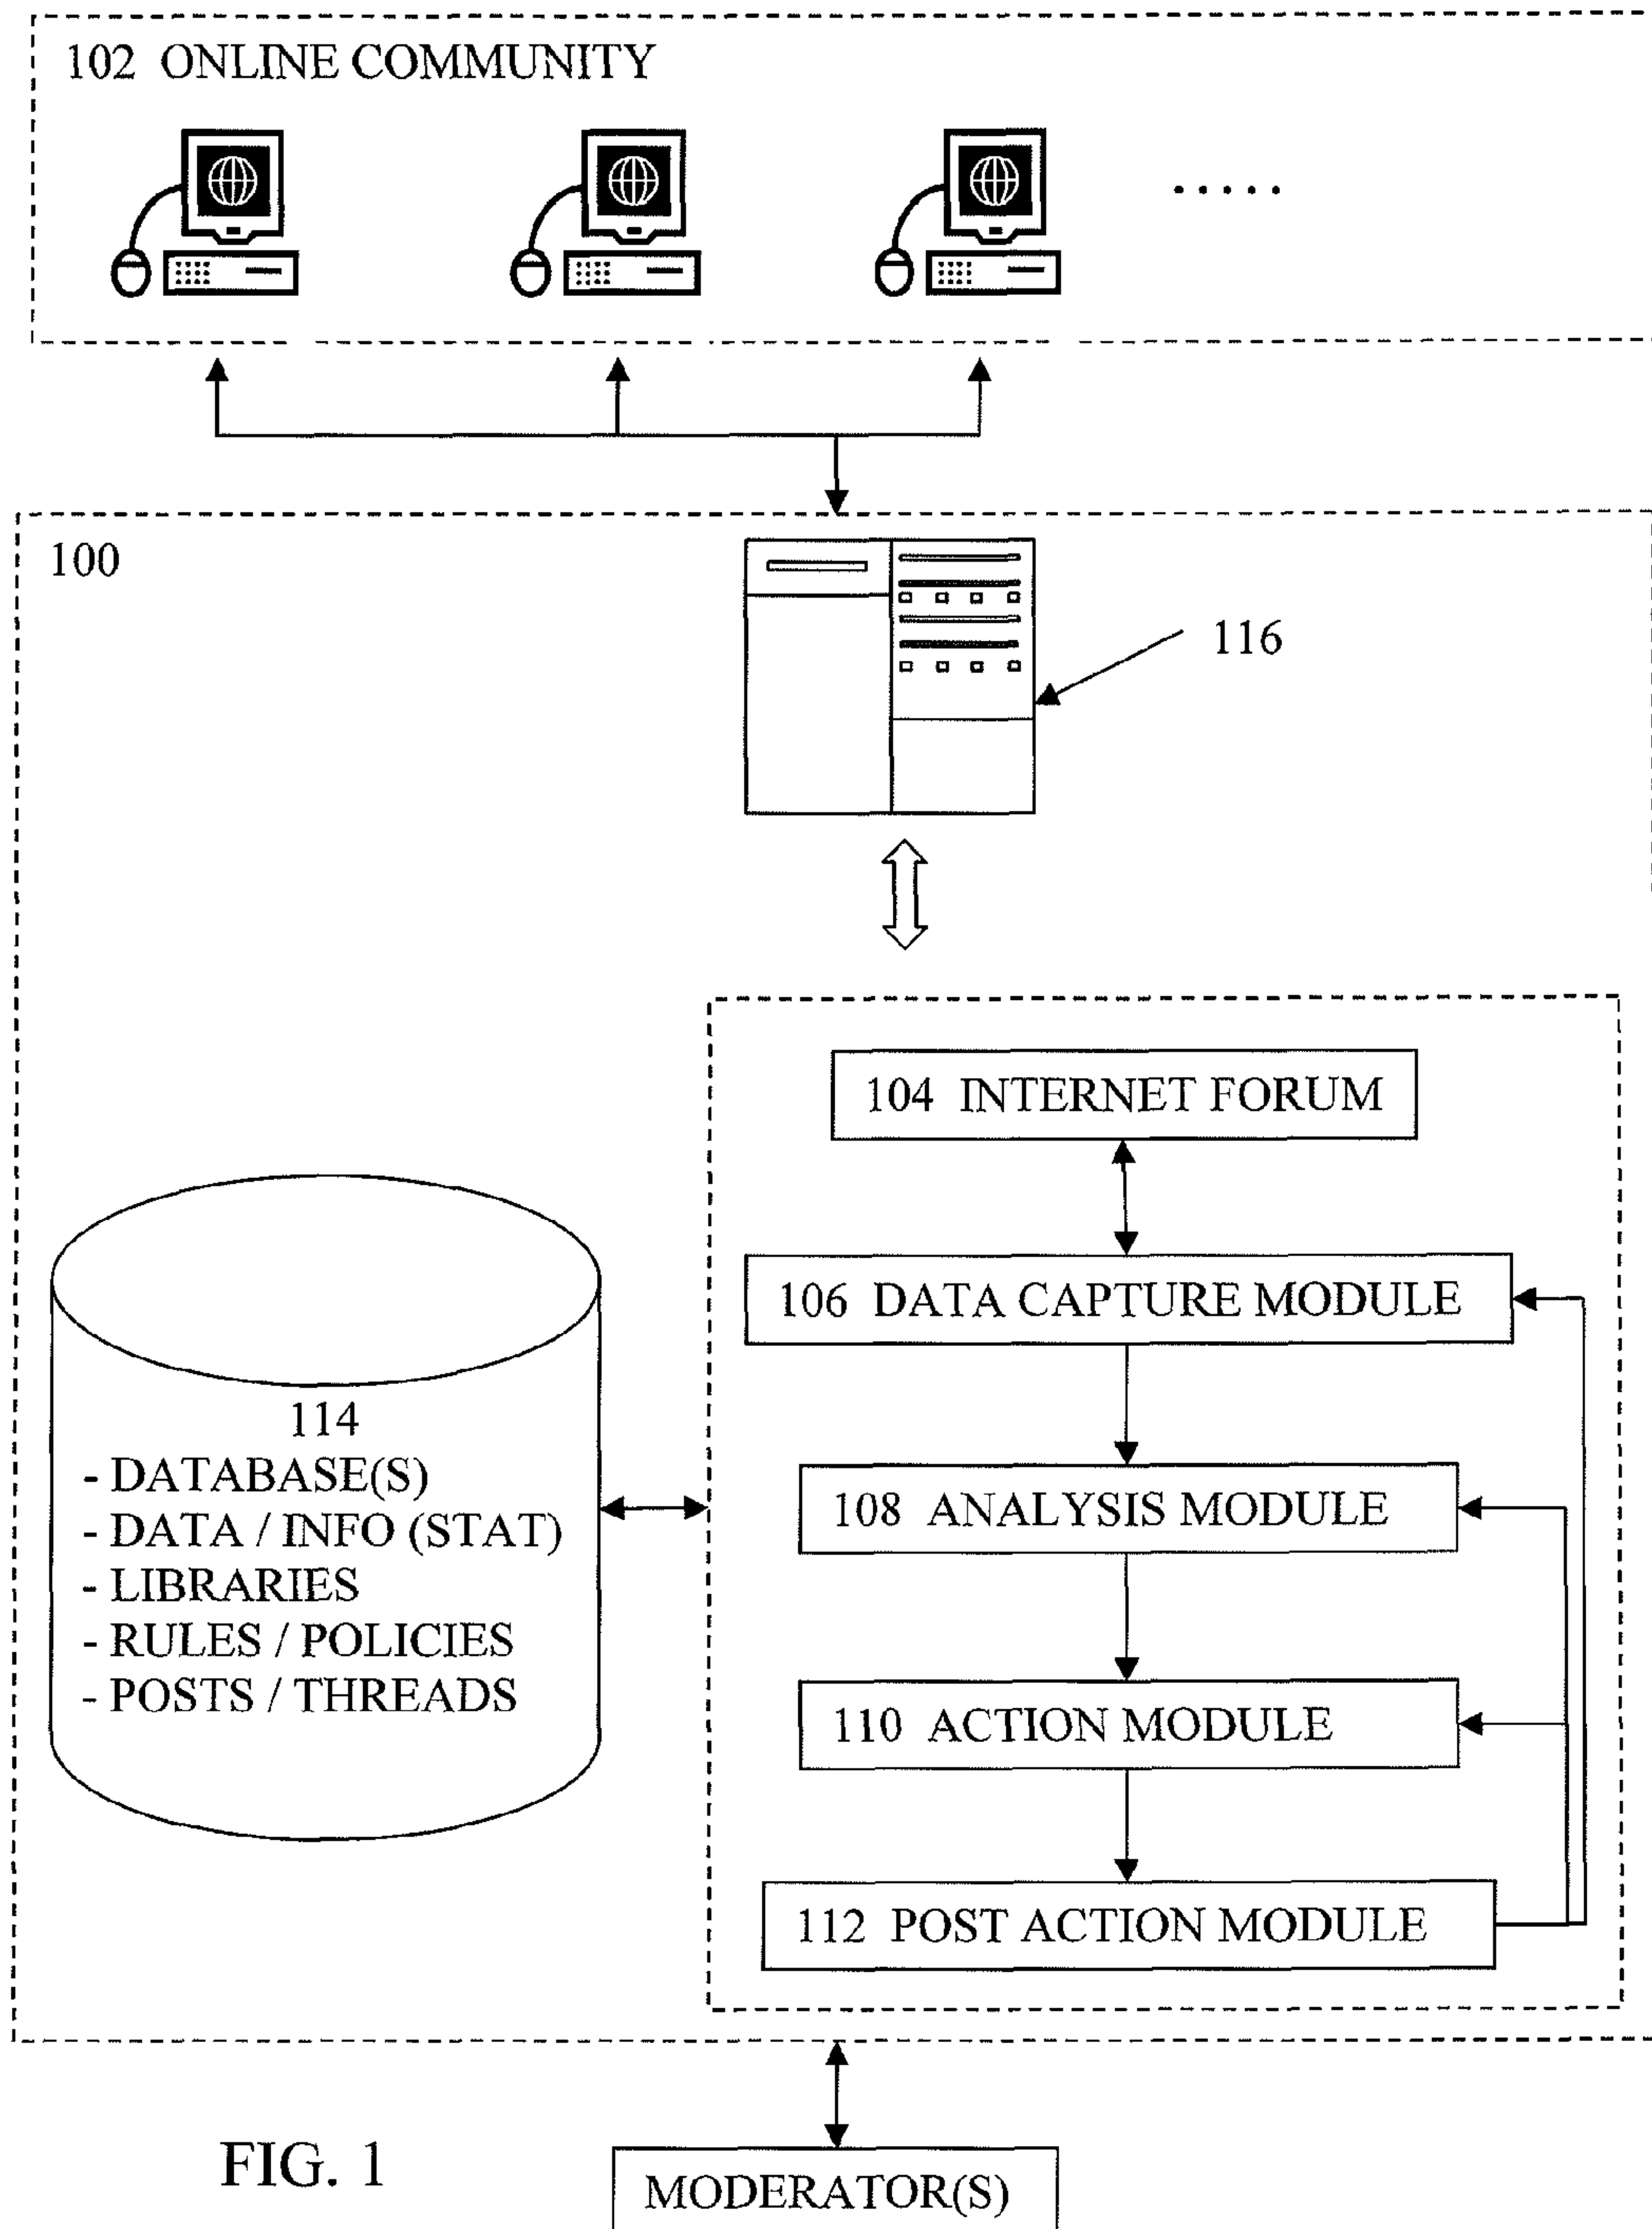 102 ONLINE COMMUNITY
.....
100
116
104 INTERNET FORUM
106 DATA CAPTURE MODULE
114
- DATABASE(S)
- DATA / INFO (STAT)
- LIBRARIES
- RULES / POLICIES
- POSTS / THREADS
108 ANALYSIS MODULE
110 ACTION MODULE
112 POST ACTION MODULE
FIG. 1
MODERATOR(S)